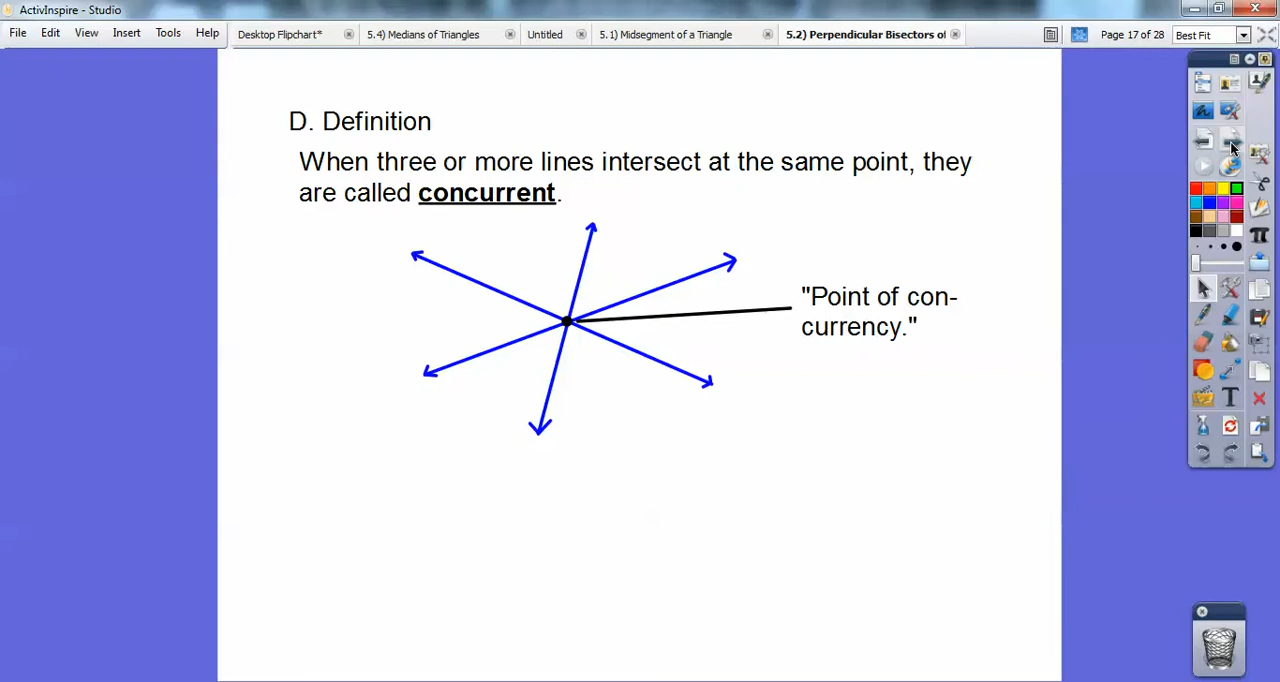 ActivInspire - Studio
File Edit View Insert Tools Help Desktop Flipchart* 5.4) Medians of Triangles Untitled 5.1) Midsegment of a Triangle 5.2) Perpendicular Bisectors of Page 17 of 28 Best Fit
D. Definition
When three or more lines intersect at the same point, they
are called concurrent.
"Point of con-
currency."